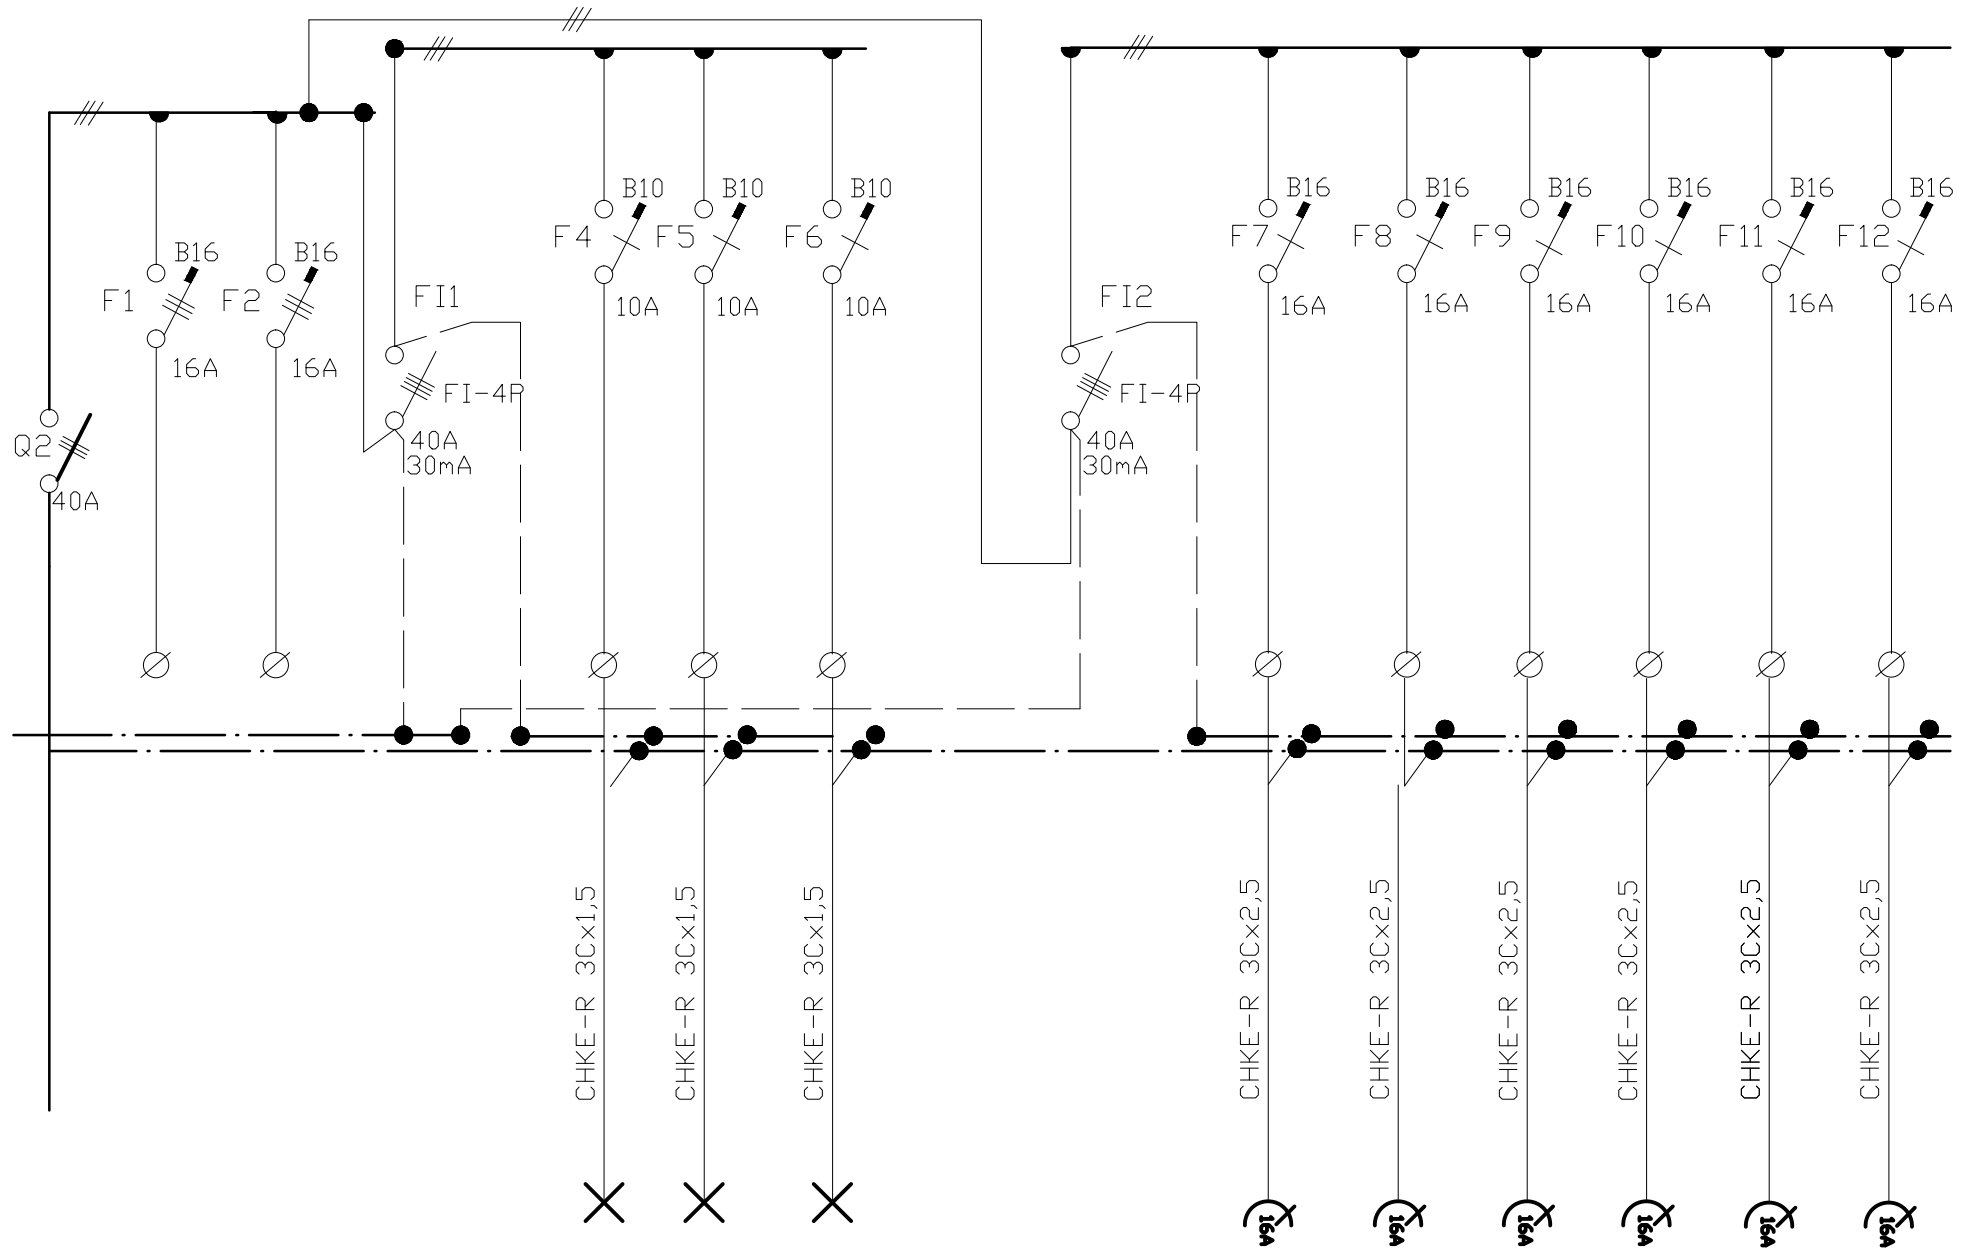 B10
B10
B10
B16
B16
B16
B16
B16
B16
F4
F5
F6
F7
F8
F9
F10
F11
F12
B16
B16
F1
F2
FI1
10A
10A
10A
FI2
16A
16A
16A
16A
16A
16A
16A
16A
FI-4P
FI-4P
Q2
40A
30mA
40A
30mA
40A
CHKE-R 3Cx1,5
CHKE-R 3Cx1,5
CHKE-R 3Cx1,5
CHKE-R 3Cx2,5
CHKE-R 3Cx2,5
CHKE-R 3Cx2,5
CHKE-R 3Cx2,5
CHKE-R 3Cx2,5
CHKE-R 3Cx2,5
16A
16A
16A
16A
16A
16A